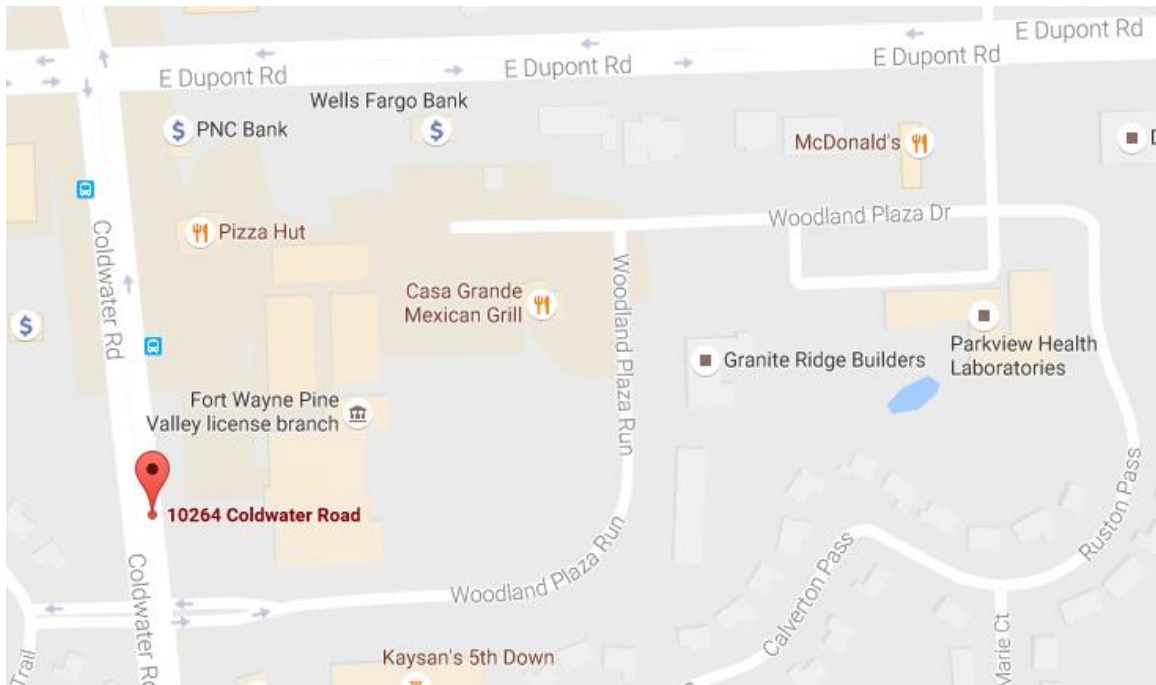 E Dupont Rd
E Dupont Rd
E Dupont Rd
E Dupont Rd
Wells Fargo Bank
$ PNC Bank
$
McDonald's
D
Coldwater Rd
Pizza Hut
Woodland Plaza Dr
Woodland Plaza Run
Casa Grande
Mexican Grill
$
Granite Ridge Builders
Parkview Health
Laboratories
Fort Wayne Pine
Valley license branch
10264 Coldwater Road
Ruston Pass
Coldwater Ro
Woodland Plaza Run
Calverton Pass
Marie Ct
Trail
Kaysan's 5th Down